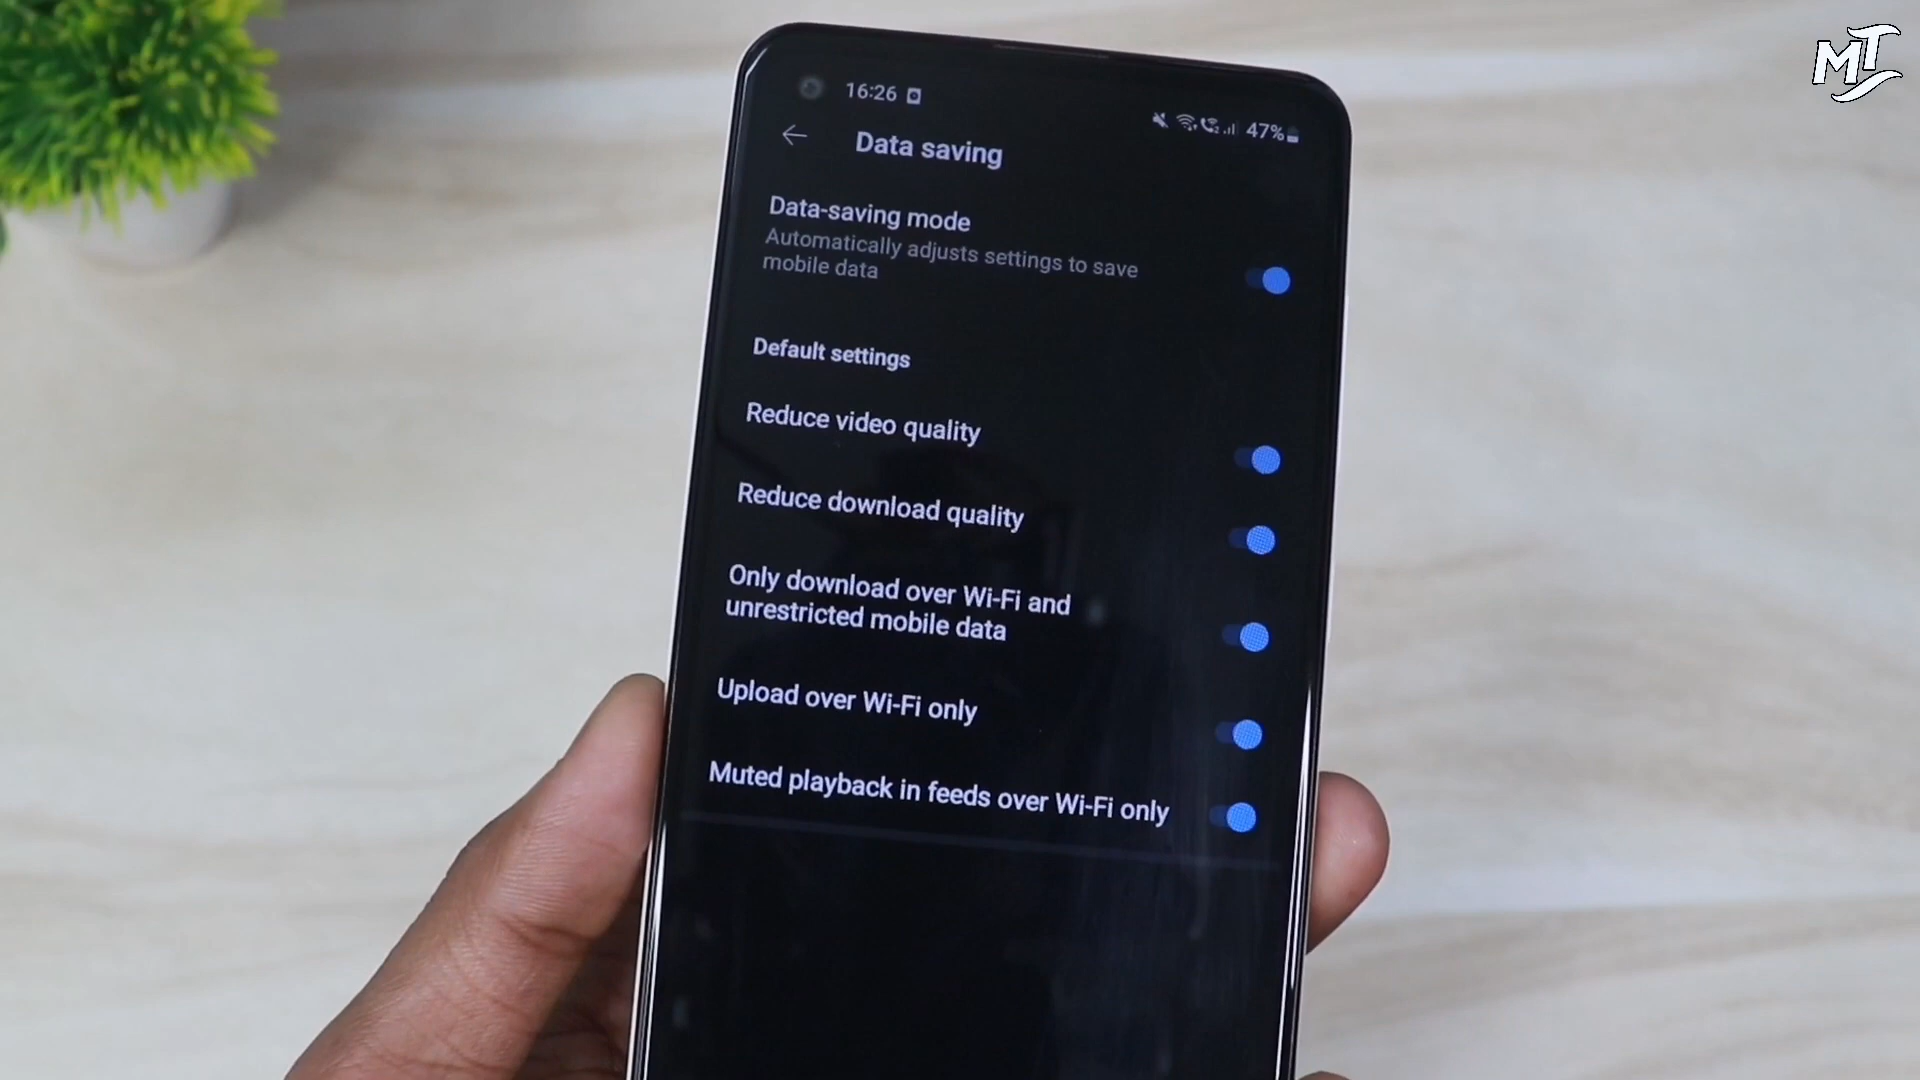 MT
16:26
47%
Data saving
Data-saving mode
Automatically adjusts settings to save
mobile data
Default settings
Reduce video quality
Reduce download quality
Only download over Wi-Fi and
unrestricted mobile data
Upload over Wi-Fi only
Muted playback in feeds over Wi-Fi only